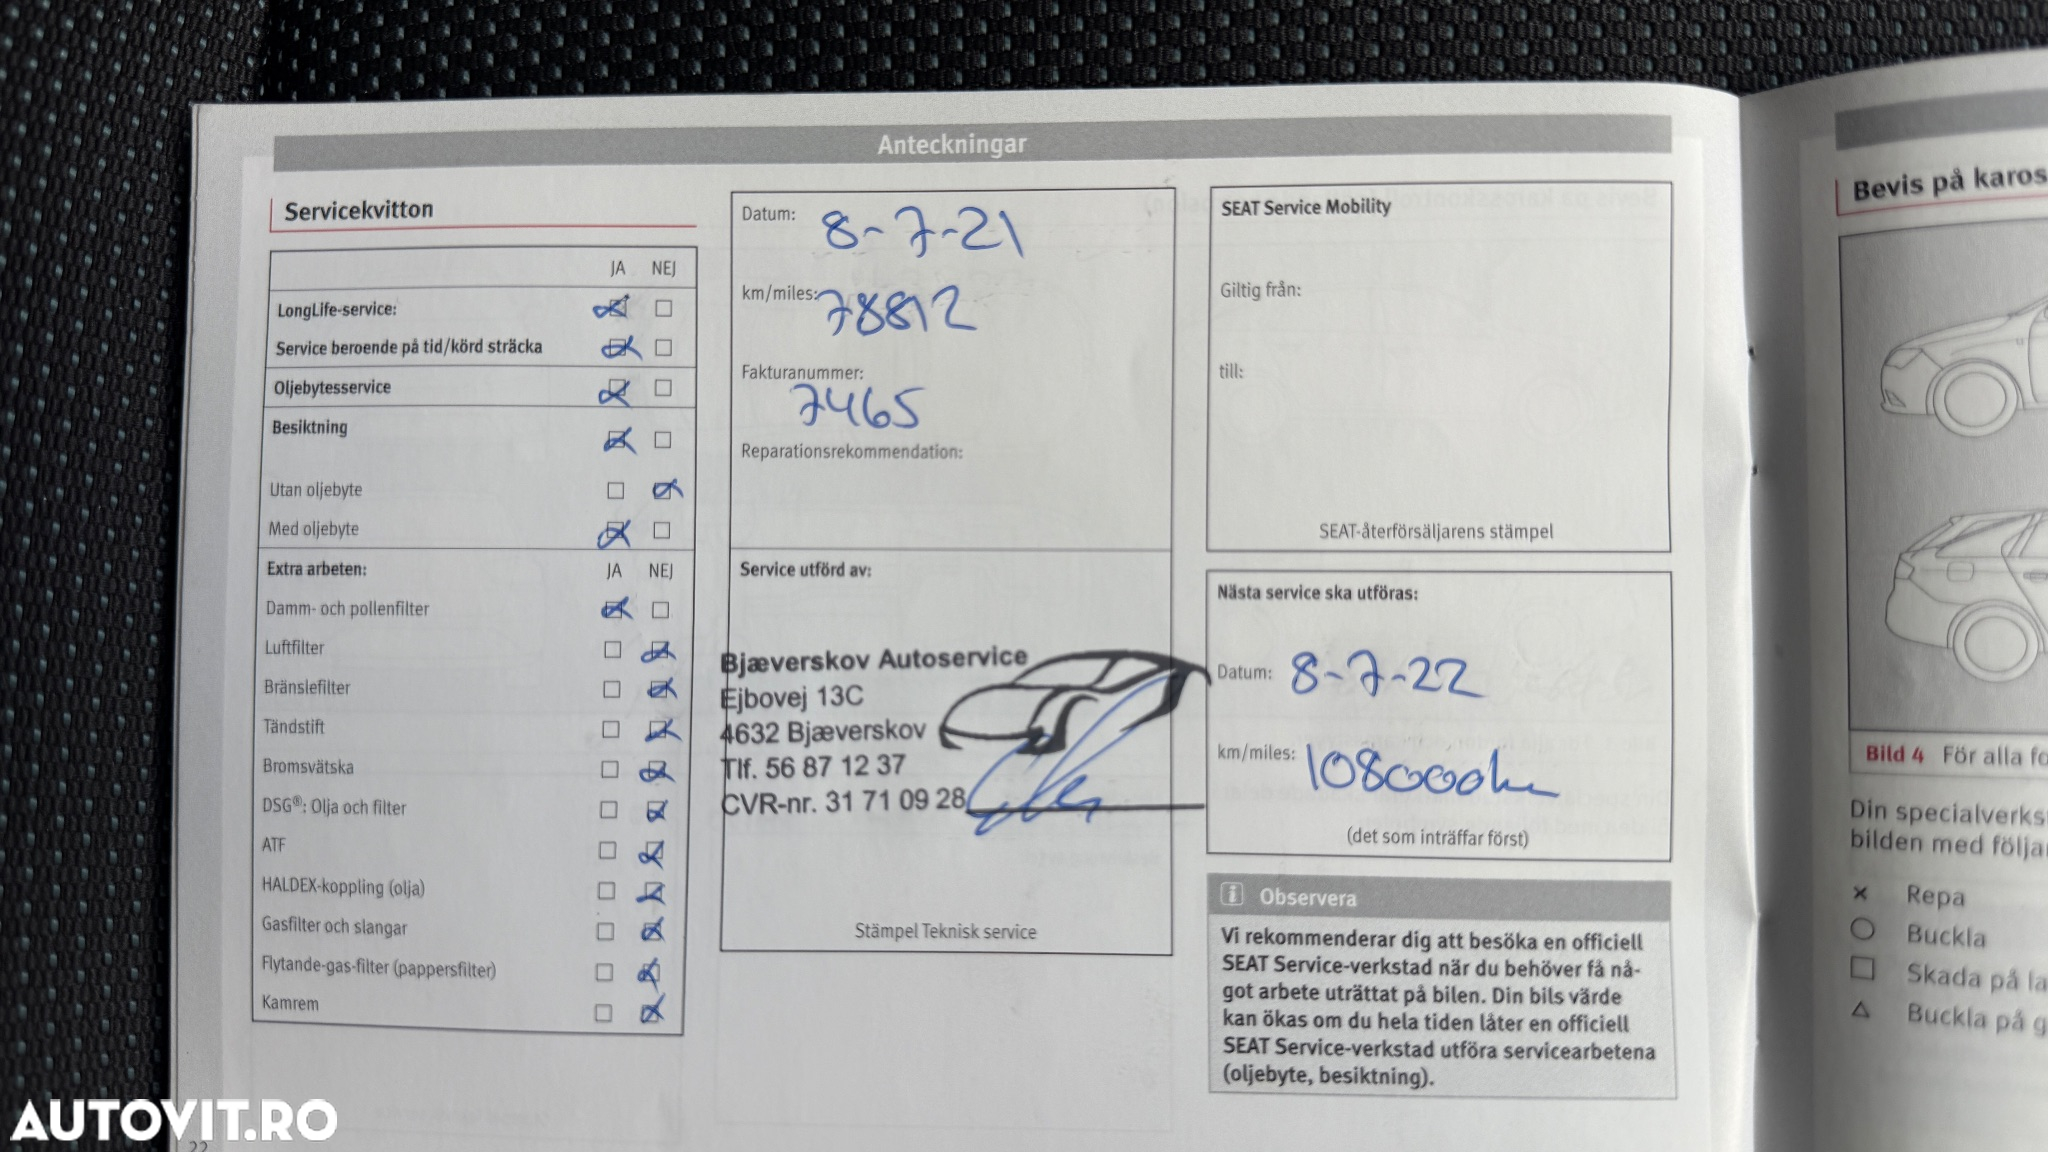 Anteckningar
Servicekvitton
JA NEJ
LongLife-service:
Service beroende på tid/körd sträcka
Oljebytesservice
Besiktning
Utan oljebyte
Med oljebyte
Extra arbeten: JA NEJ
Damm- och pollenfilter
Luftfilter
Bränslefilter
Tändstift
Bromsvätska
DSG®: Olja och filter
ATF
HALDEX-koppling (olja)
Gasfilter och slangar
Flytande-gas-filter (pappersfilter)
Kamrem
Datum: 8-7-21
km/miles: 78812
Fakturanummer:
7465
Reparationsrekommendation:
Service utförd av:
Bjæverskov Autoservice
Ejbovej 13C
4632 Bjæverskov
Tlf. 56 87 12 37
CVR-nr. 31 71 09 28
Stämpel Teknisk service
SEAT Service Mobility
Giltig från:
till:
SEAT-återförsäljarens stämpel
Nästa service ska utföras:
Datum: 8-7-22
km/miles: 108000km
(det som inträffar först)
i Observera
Vi rekommenderar dig att besöka en officiell
SEAT Service-verkstad när du behöver få nå-
got arbete uträttat på bilen. Din bils värde
kan ökas om du hela tiden låter en officiell
SEAT Service-verkstad utföra servicearbetena
(oljebyte, besiktning).
Bevis på karos
Bild 4 För alla fo
Din specialverks
bilden med följa
Repa
Buckla
Skada på la
Buckla på g
22
AUTOVIT.RO